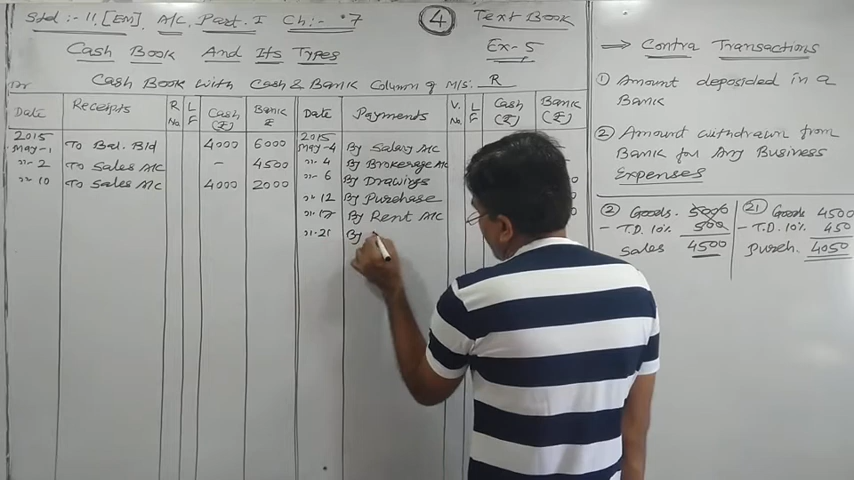 Std :- 11. [EM] A/C. Part. I Ch:- 7 4 Text Book
Cash Book And Its Types Ex-5
Dr Cash Book with Cash & Bank Column of M/s: R
Date Receipts R No. L F Cash (₹) Bank ₹ Date Payments V. No. L F Cash (₹) Bank (₹)
2015 2015
May-1 To Bal. B/d 4000 6000 May-4 By Salary A/c
"-2 To Sales A/c - 4500 "-4 By Brokerage A/c
"-10 To Sales A/c 4000 2000 "-6 By Drawings
"-12 By Purchase
By Rent A/c
"-21 By
=> Contra Transactions
1 Amount deposided in a
Bank
2 Amount withdrawn from
Bank for Any Business
Expenses
2 Goods. 5000 21 Goods 4500
- T.D. 10% 500 - T.D. 10% 450
Sales 4500 Purch. 4050